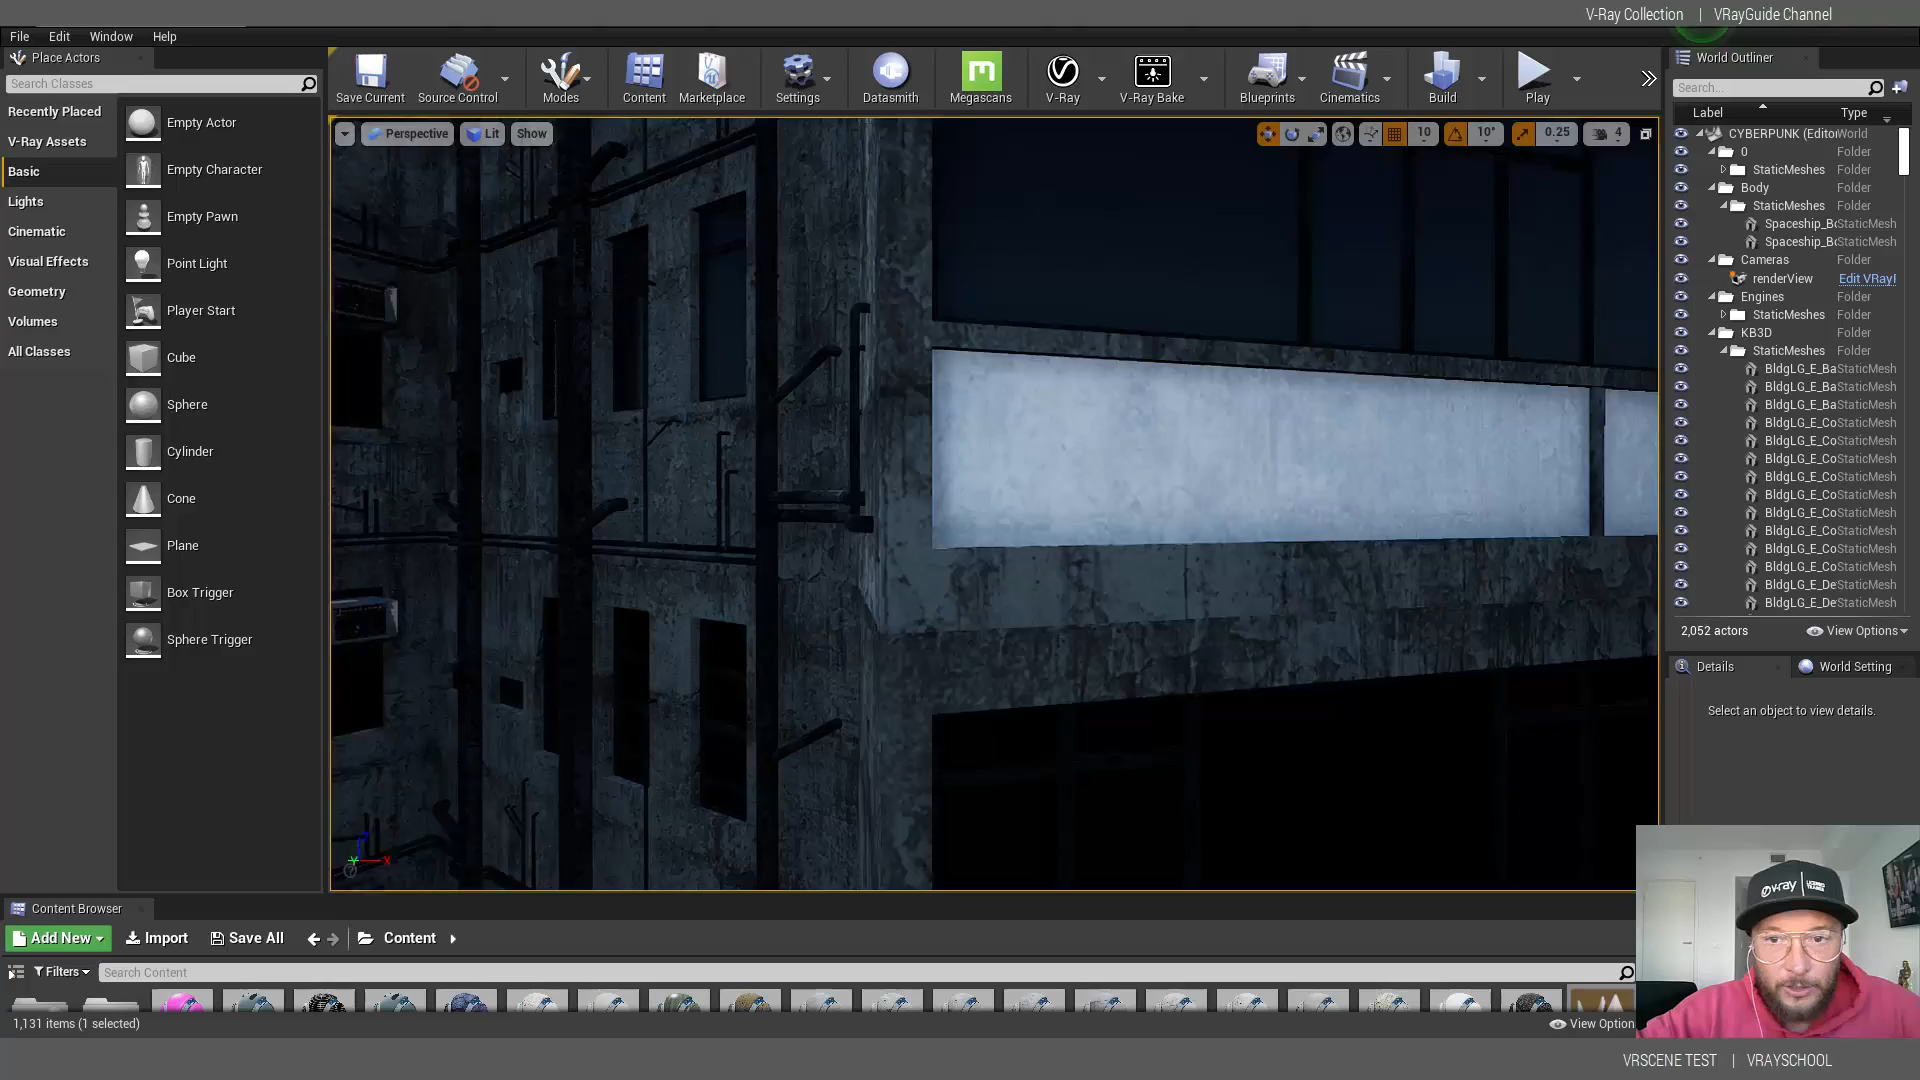 V-Ray Collection | VRayGuide Channel
File Edit Window Help
Place Actors
Search Classes
Recently Placed
V-Ray Assets
Basic
Lights
Cinematic
Visual Effects
Geometry
Volumes
All Classes
Empty Actor
Empty Character
Empty Pawn
Point Light
Player Start
Cube
Sphere
Cylinder
Cone
Plane
Box Trigger
Sphere Trigger
Save Current Source Control Modes Content Marketplace Settings Datasmith Megascans V-Ray V-Ray Bake Blueprints Cinematics Build Play
Perspective Lit Show
10 10° 0.25 4
X
World Outliner
Search...
Label Type
CYBERPUNK (Editor World
0 Folder
StaticMeshes Folder
Body Folder
StaticMeshes Folder
Spaceship_Bo StaticMesh
Spaceship_Bo StaticMesh
Cameras Folder
renderView Edit VRayI
Engines Folder
StaticMeshes Folder
KB3D Folder
StaticMeshes Folder
BldgLG_E_Ba StaticMesh
BldgLG_E_Ba StaticMesh
BldgLG_E_Ba StaticMesh
BldgLG_E_Co StaticMesh
BldgLG_E_Co StaticMesh
BldgLG_E_Co StaticMesh
BldgLG_E_Co StaticMesh
BldgLG_E_Co StaticMesh
BldgLG_E_Co StaticMesh
BldgLG_E_Co StaticMesh
BldgLG_E_Co StaticMesh
BldgLG_E_Co StaticMesh
BldgLG_E_De StaticMesh
BldgLG_E_De StaticMesh
2,052 actors View Options
Details World Setting
Select an object to view details.
Content Browser
Add New Import Save All Content
Filters Search Content
1,131 items (1 selected) View Option
v-ray LICENSED TRAINER
VRSCENE TEST | VRAYSCHOOL